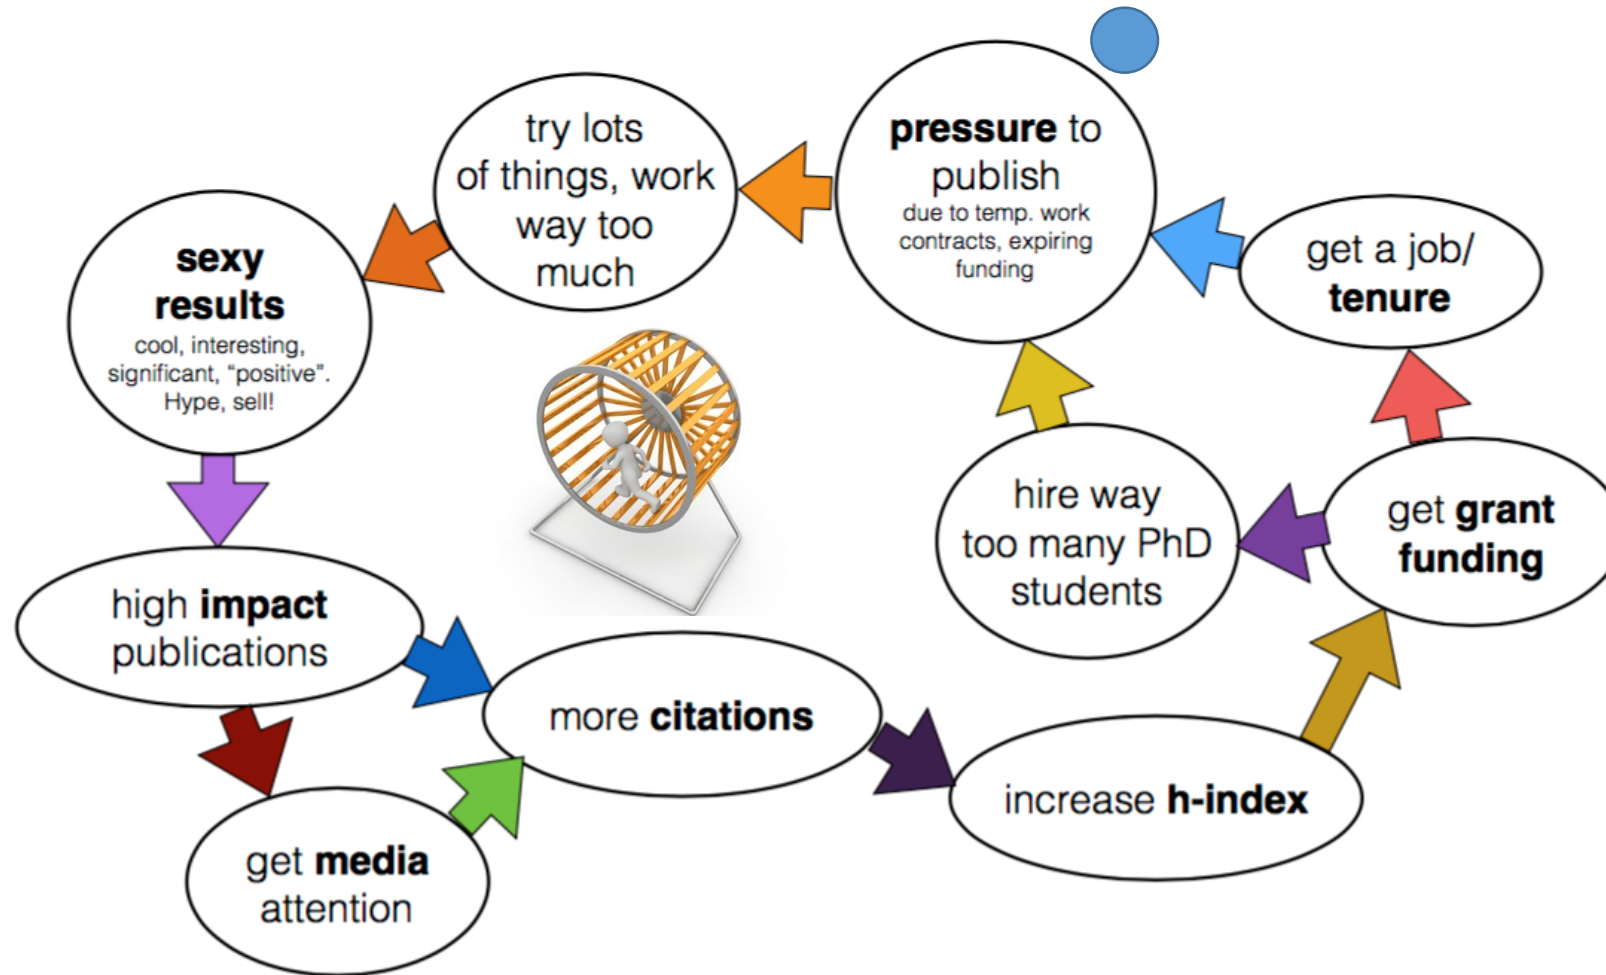 pressure to
publish
due to temp. work
contracts, expiring
funding
try lots
of things, work
way too
much
sexy
results
cool, interesting,
significant, “positive”.
Hype, sell!
high impact
publications
get media
attention
more citations
increase h-index
get grant
funding
hire way
too many PhD
students
get a job/
tenure